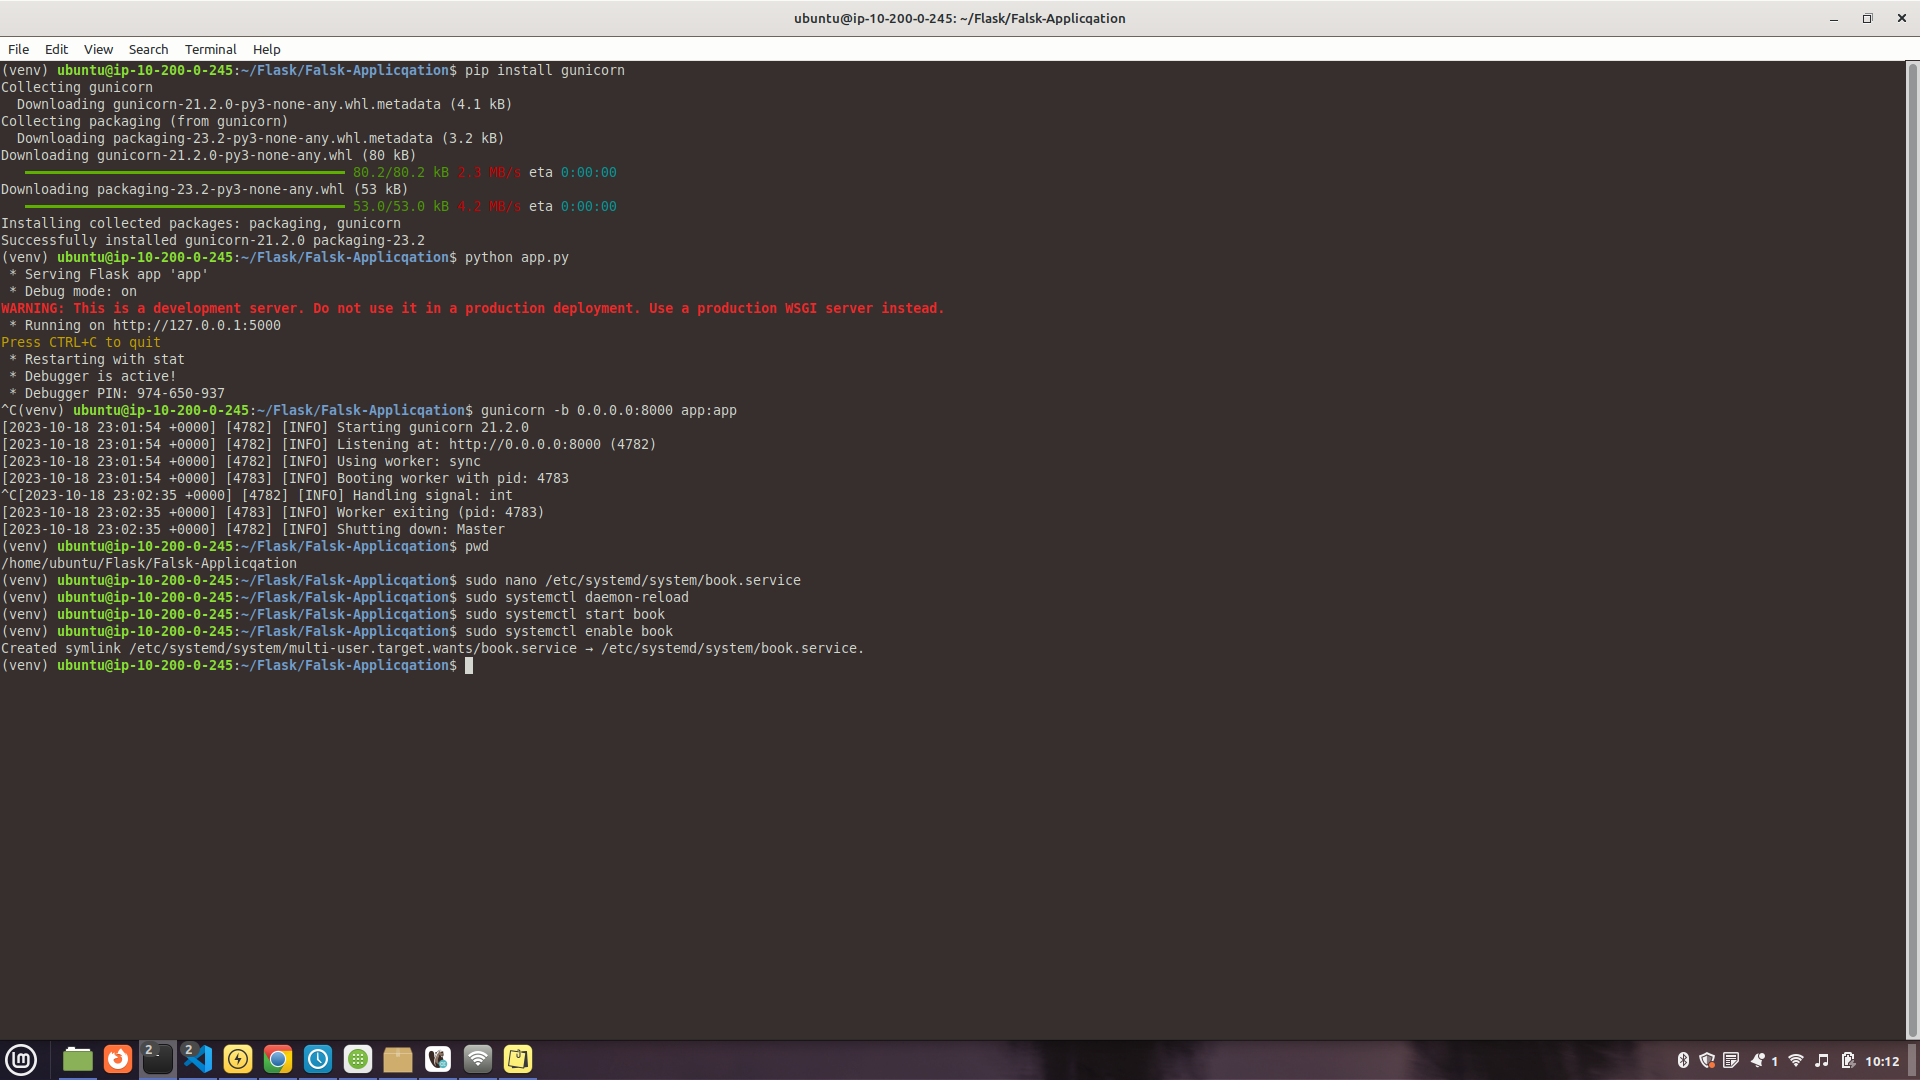 ubuntu@ip-10-200-0-245: ~/Flask/Falsk-Applicqation
File Edit View Search Terminal Help
(venv) ubuntu@ip-10-200-0-245:~/Flask/Falsk-Applicqation$ pip install gunicorn
Collecting gunicorn
  Downloading gunicorn-21.2.0-py3-none-any.whl.metadata (4.1 kB)
Collecting packaging (from gunicorn)
  Downloading packaging-23.2-py3-none-any.whl.metadata (3.2 kB)
Downloading gunicorn-21.2.0-py3-none-any.whl (80 kB)
80.2/80.2 kB 2.3 MB/s eta 0:00:00
Downloading packaging-23.2-py3-none-any.whl (53 kB)
53.0/53.0 kB 4.2 MB/s eta 0:00:00
Installing collected packages: packaging, gunicorn
Successfully installed gunicorn-21.2.0 packaging-23.2
(venv) ubuntu@ip-10-200-0-245:~/Flask/Falsk-Applicqation$ python app.py
 * Serving Flask app 'app'
 * Debug mode: on
WARNING: This is a development server. Do not use it in a production deployment. Use a production WSGI server instead.
 * Running on http://127.0.0.1:5000
Press CTRL+C to quit
 * Restarting with stat
 * Debugger is active!
 * Debugger PIN: 974-650-937
^C(venv) ubuntu@ip-10-200-0-245:~/Flask/Falsk-Applicqation$ gunicorn -b 0.0.0.0:8000 app:app
[2023-10-18 23:01:54 +0000] [4782] [INFO] Starting gunicorn 21.2.0
[2023-10-18 23:01:54 +0000] [4782] [INFO] Listening at: http://0.0.0.0:8000 (4782)
[2023-10-18 23:01:54 +0000] [4782] [INFO] Using worker: sync
[2023-10-18 23:01:54 +0000] [4783] [INFO] Booting worker with pid: 4783
^C[2023-10-18 23:02:35 +0000] [4782] [INFO] Handling signal: int
[2023-10-18 23:02:35 +0000] [4783] [INFO] Worker exiting (pid: 4783)
[2023-10-18 23:02:35 +0000] [4782] [INFO] Shutting down: Master
(venv) ubuntu@ip-10-200-0-245:~/Flask/Falsk-Applicqation$ pwd
/home/ubuntu/Flask/Falsk-Applicqation
(venv) ubuntu@ip-10-200-0-245:~/Flask/Falsk-Applicqation$ sudo nano /etc/systemd/system/book.service
(venv) ubuntu@ip-10-200-0-245:~/Flask/Falsk-Applicqation$ sudo systemctl daemon-reload
(venv) ubuntu@ip-10-200-0-245:~/Flask/Falsk-Applicqation$ sudo systemctl start book
(venv) ubuntu@ip-10-200-0-245:~/Flask/Falsk-Applicqation$ sudo systemctl enable book
Created symlink /etc/systemd/system/multi-user.target.wants/book.service → /etc/systemd/system/book.service.
(venv) ubuntu@ip-10-200-0-245:~/Flask/Falsk-Applicqation$
2 2 1 10:12